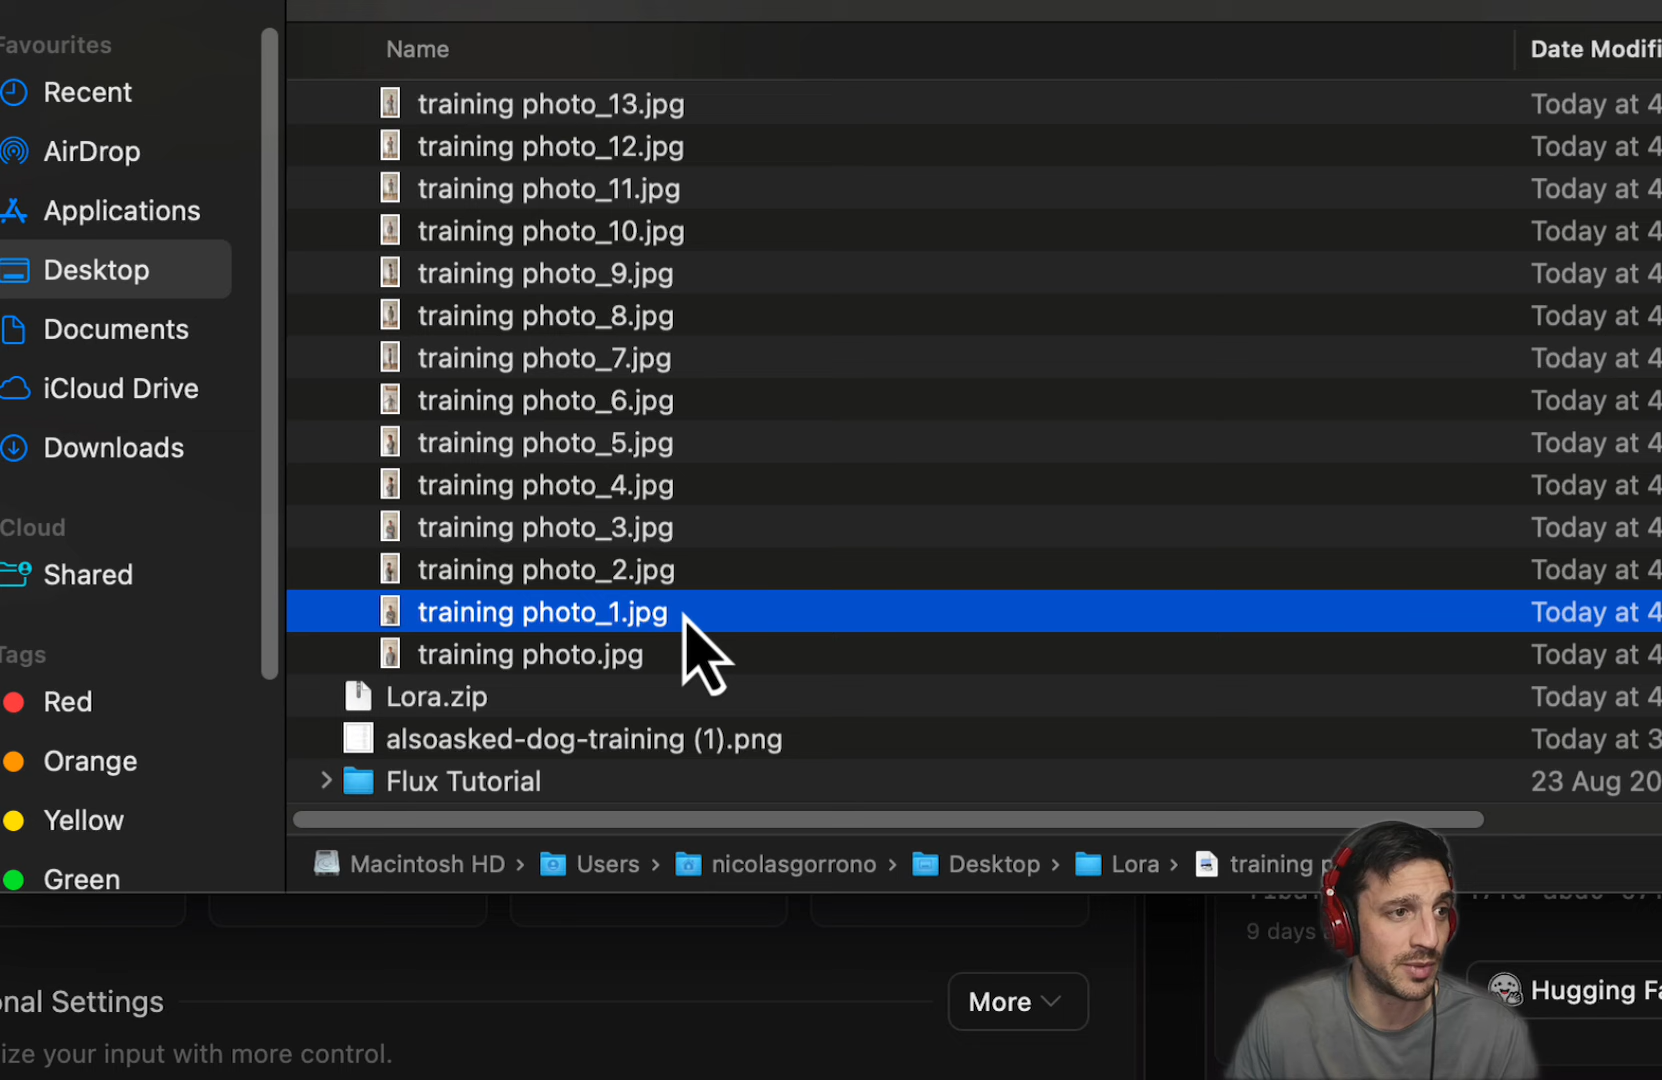 Favourites
Recent
AirDrop
Applications
Desktop
Documents
iCloud Drive
Downloads
Cloud
Shared
Tags
Red
Orange
Yellow
Green
Name
Date Modifi
training photo_13.jpg
Today at 4
training photo_12.jpg
Today at 4
training photo_11.jpg
Today at 4
training photo_10.jpg
Today at 4
training photo_9.jpg
Today at 4
training photo_8.jpg
Today at 4
training photo_7.jpg
Today at 4
training photo_6.jpg
Today at 4
training photo_5.jpg
Today at 4
training photo_4.jpg
Today at 4
training photo_3.jpg
Today at 4
training photo_2.jpg
Today at 4
training photo_1.jpg
Today at 4
training photo.jpg
Today at 4
Lora.zip
Today at 4
alsoasked-dog-training (1).png
Today at 3
Flux Tutorial
23 Aug 20
Macintosh HD › Users › nicolasgorrono › Desktop › Lora › training p
9 days
onal Settings
More
Hugging Fa
ize your input with more control.